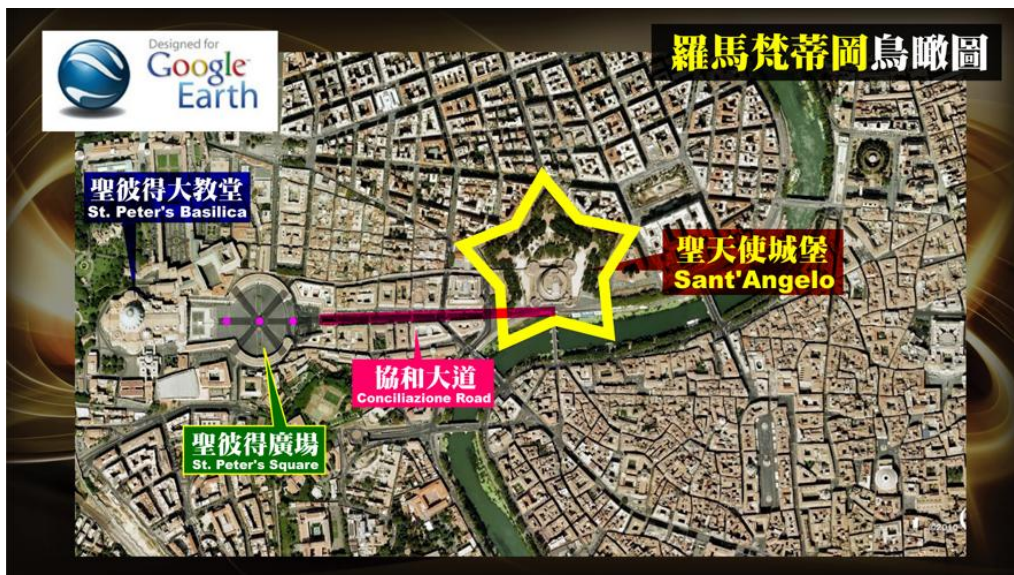 Designed for
Google
Earth
羅馬梵蒂岡鳥瞰圖
聖彼得大教堂
St. Peter's Basilica
聖天使城堡
Sant'Angelo
協和大道
Conciliazione Road
聖彼得廣場
St. Peter's Square